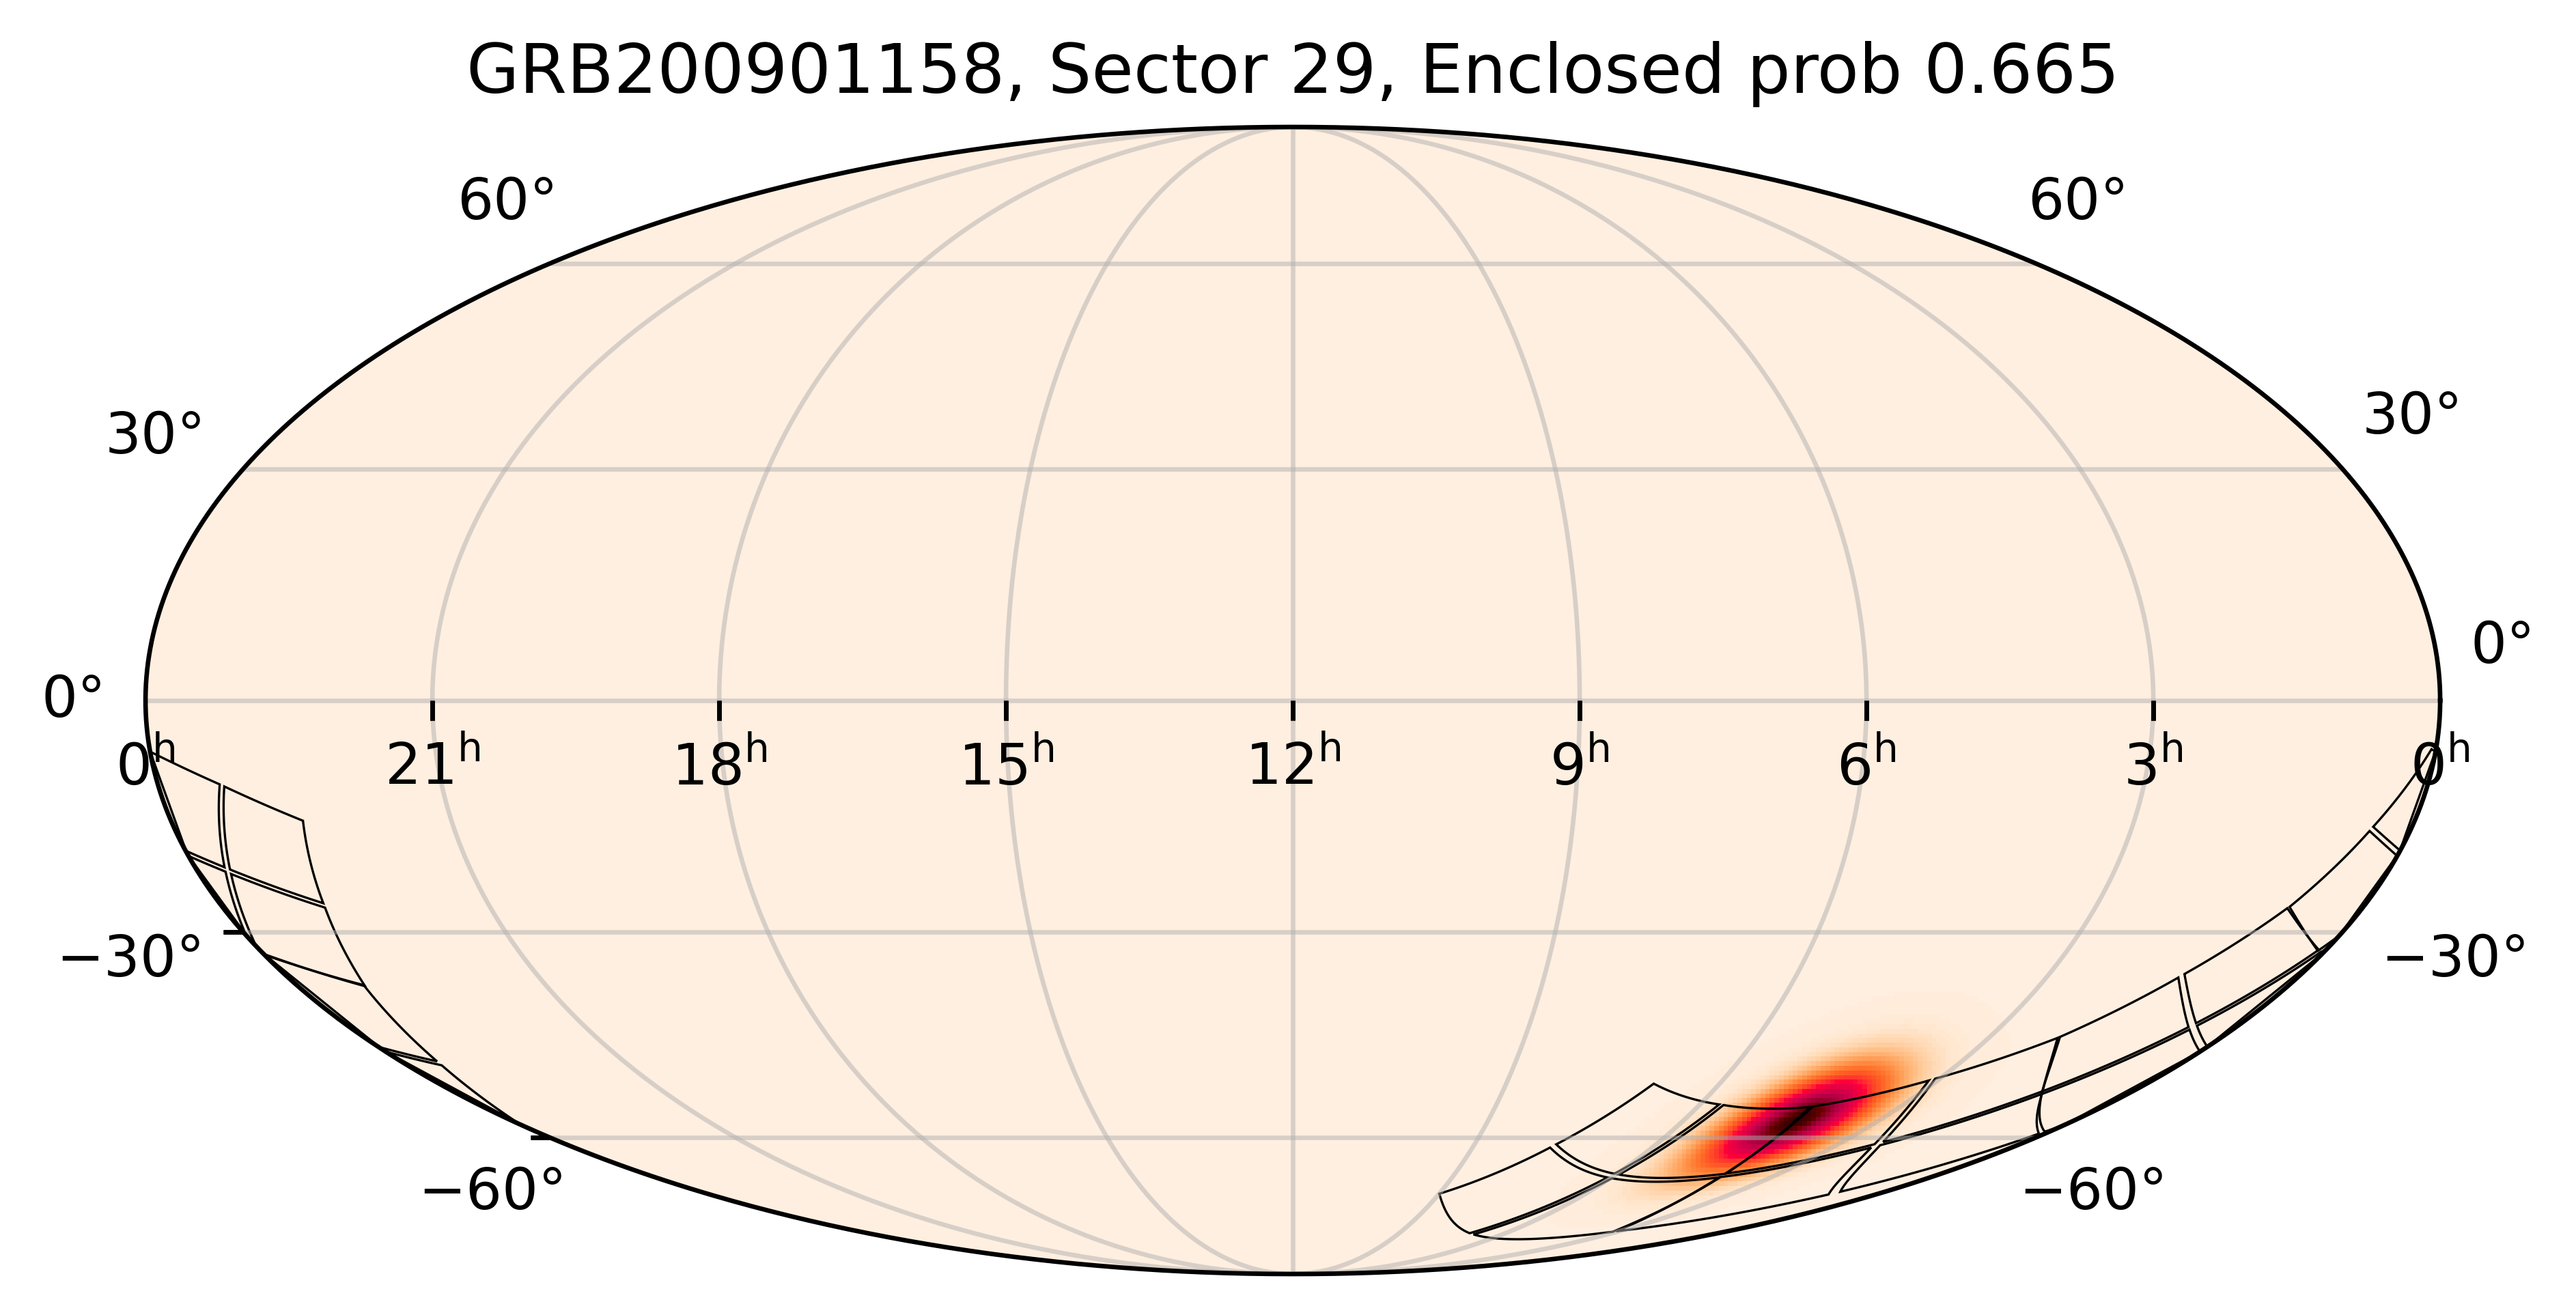 GRB200901158, Sector 29, Enclosed prob 0.665
60° 60°
30° 30°
0° 0°
0ʰ 21ʰ 18ʰ 15ʰ 12ʰ 9ʰ 6ʰ 3ʰ 0ʰ
−30° −30°
−60° −60°